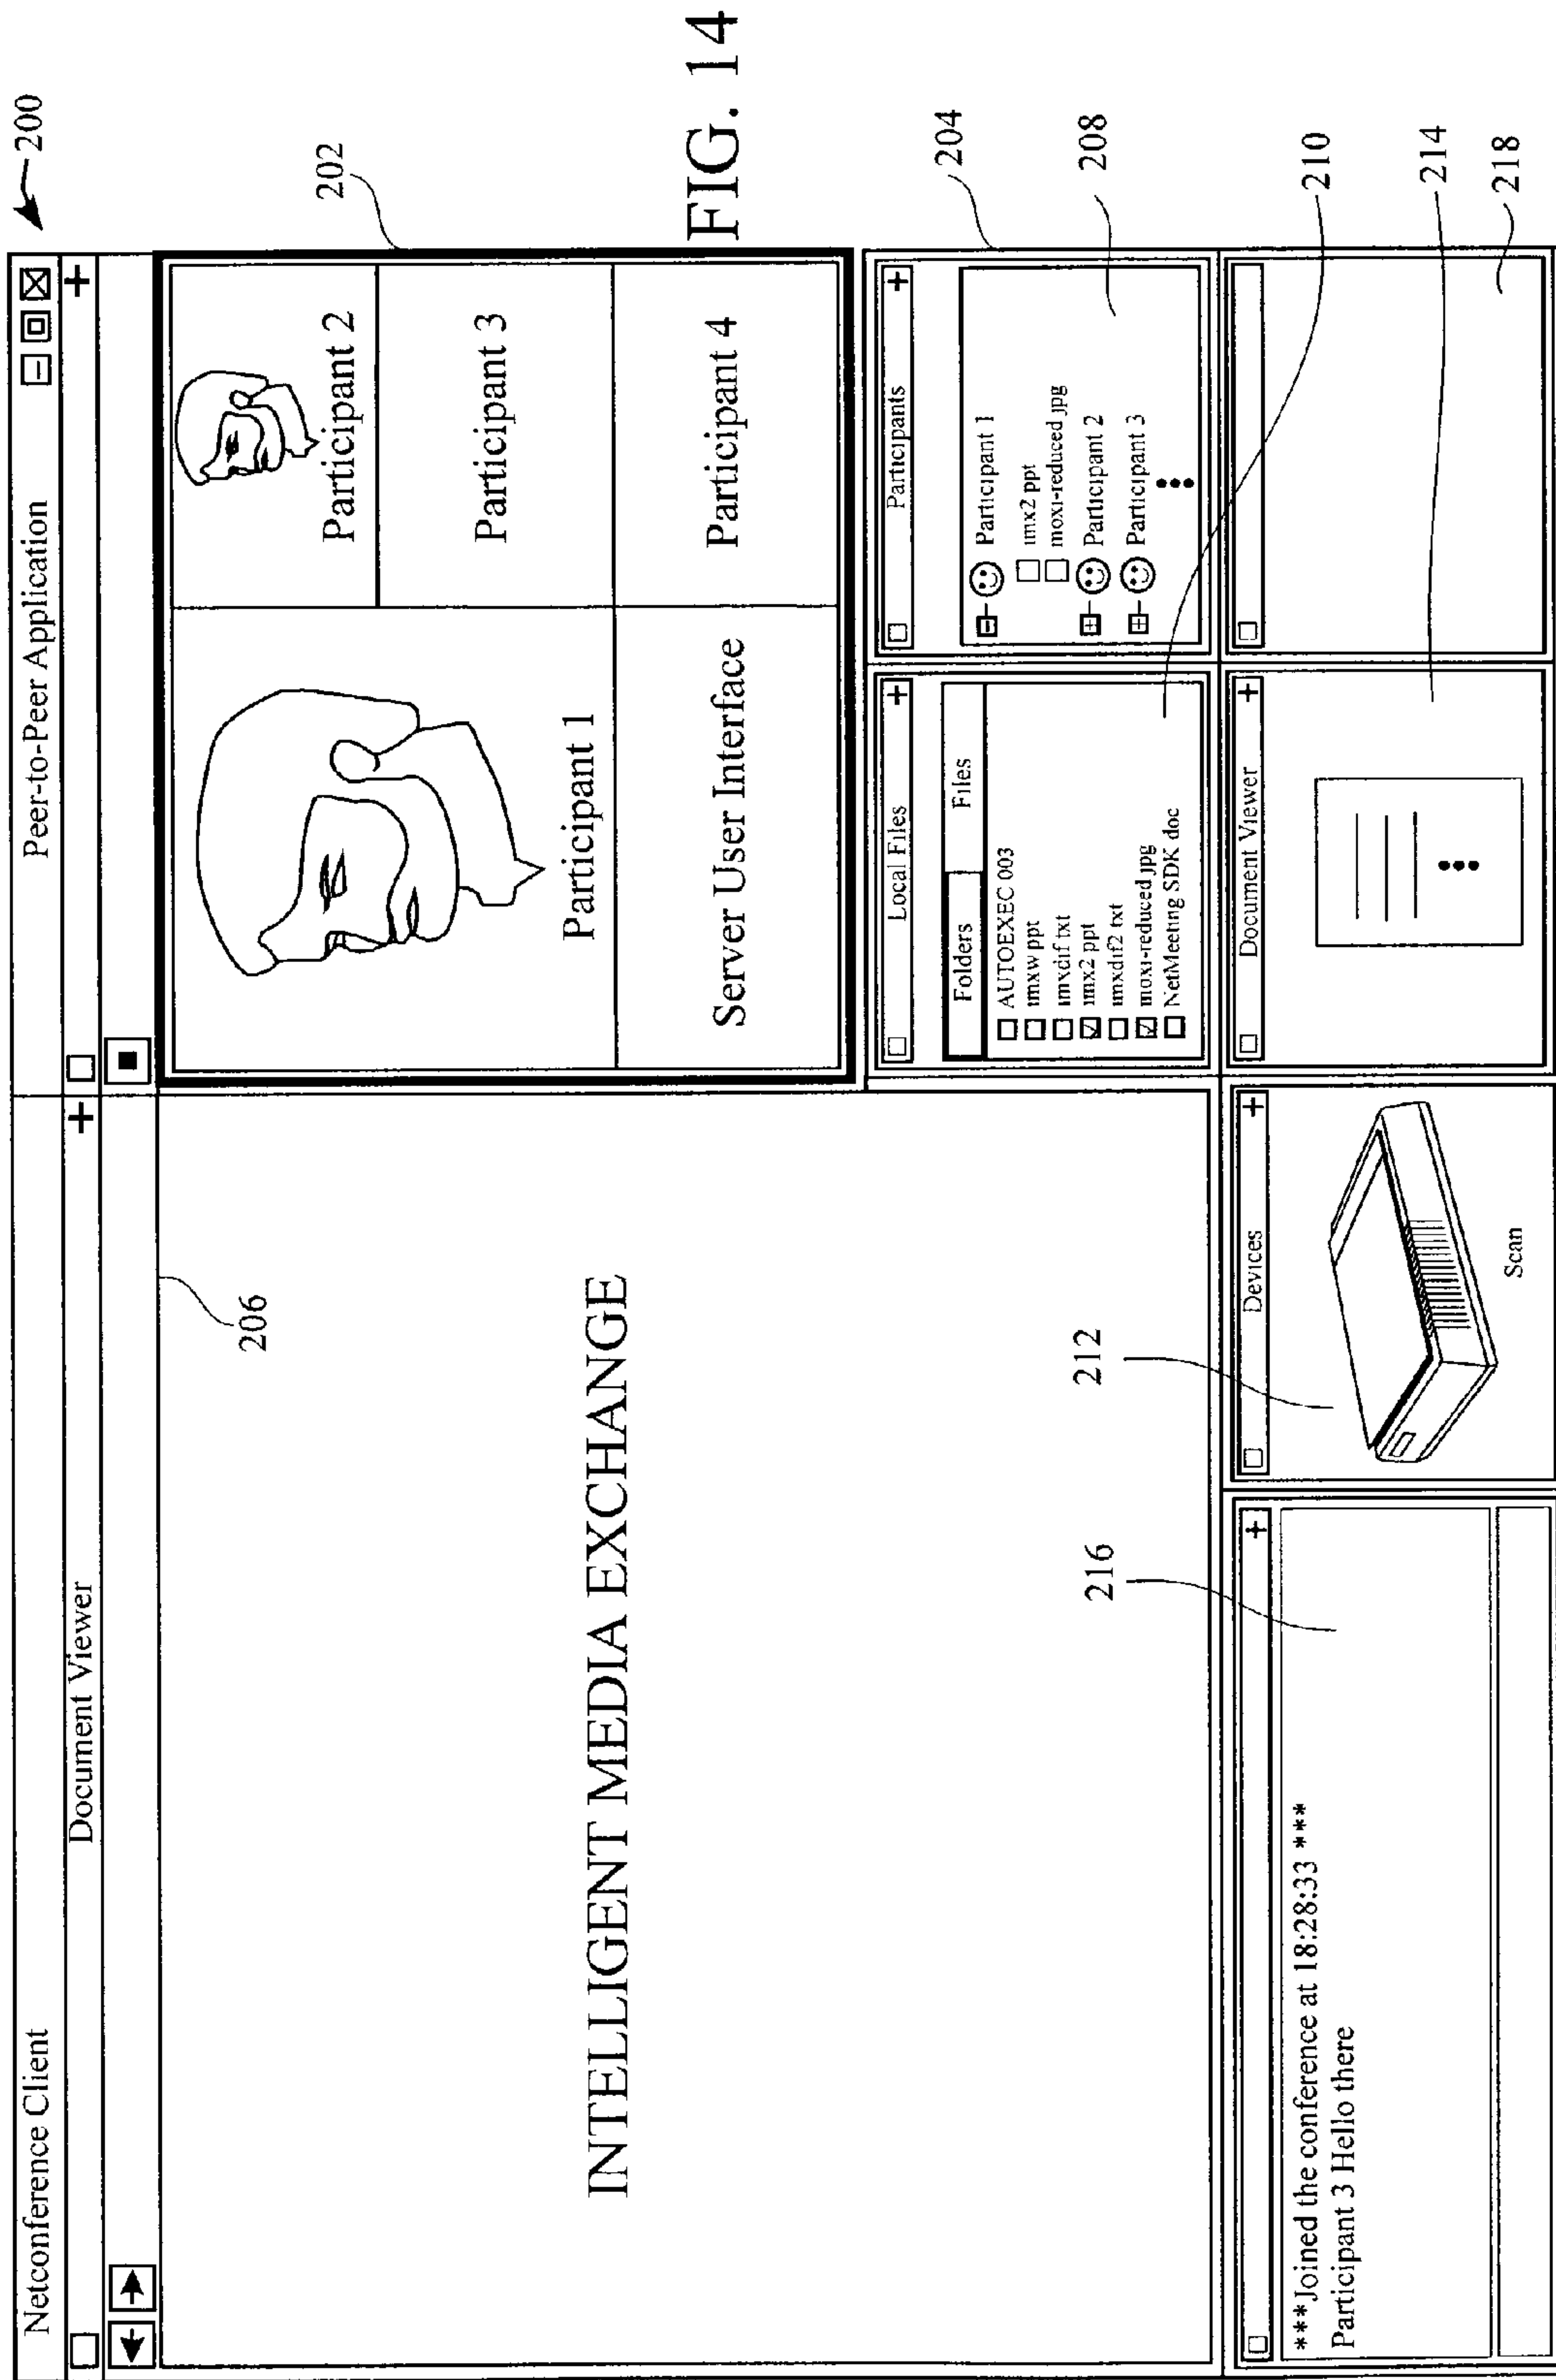 200
Netconference Client
Peer-to-Peer Application
Document Viewer
206
INTELLIGENT MEDIA EXCHANGE
Participant 1
Participant 2
Participant 3
Server User Interface
Participant 4
202
FIG. 14
Local Files
Folders
Files
AUTOEXEC 003
imxw ppt
imxdif txt
imx2 ppt
imxdif2 txt
moxi-reduced jpg
NetMeeting SDK doc
Participants
Participant 1
imx2 ppt
moxi-reduced jpg
Participant 2
Participant 3
204
208
210
216
***Joined the conference at 18:28:33 ***
Participant 3 Hello there
212
Devices
Scan
Document Viewer
214
218